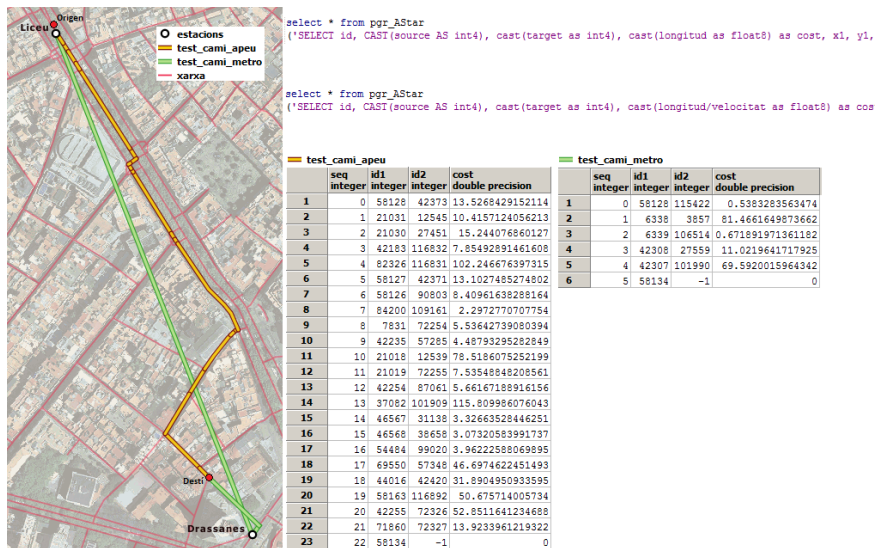 Origen
Liceu
estacions
test_cami_apeu
test_cami_metro
xarxa
Destí
Drassanes
select * from pgr_AStar
('SELECT id, CAST(source AS int4), cast(target as int4), cast(longitud as float8) as cost, x1, y1,
select * from pgr_AStar
('SELECT id, CAST(source AS int4), cast(target as int4), cast(longitud/velocitat as float8) as cos
test_cami_apeu
seq id1 id2 cost
integer integer integer double precision
1 0 58128 42373 13.5268429152114
2 1 21031 12545 10.4157124056213
3 2 21030 27451 15.244076860127
4 3 42183 116832 7.85492891461608
5 4 82326 116831 102.246676397315
6 5 58127 42371 13.1027485274802
7 6 58126 90803 8.40961638288164
8 7 84200 109161 2.2972770707754
9 8 7831 72254 5.53642739080394
10 9 42235 57285 4.48793295282849
11 10 21018 12539 78.5186075252199
12 11 21019 72255 7.53548848208561
13 12 42254 87061 5.66167188916156
14 13 37082 101909 115.809986076043
15 14 46567 31138 3.32663528446251
16 15 46568 38658 3.07320583991737
17 16 54484 99020 3.96222588069895
18 17 69550 57348 46.6974622451493
19 18 44016 42420 31.8904950933595
20 19 58163 116892 50.675714005734
21 20 42255 72326 52.8511641234688
22 21 71860 72327 13.9233961219322
23 22 58134 -1 0
test_cami_metro
seq id1 id2 cost
integer integer integer double precision
1 0 58128 115422 0.5383283563474
2 1 6338 3857 81.4661649873662
3 2 6339 106514 0.671891971361182
4 3 42308 27559 11.0219641717925
5 4 42307 101990 69.5920015964342
6 5 58134 -1 0